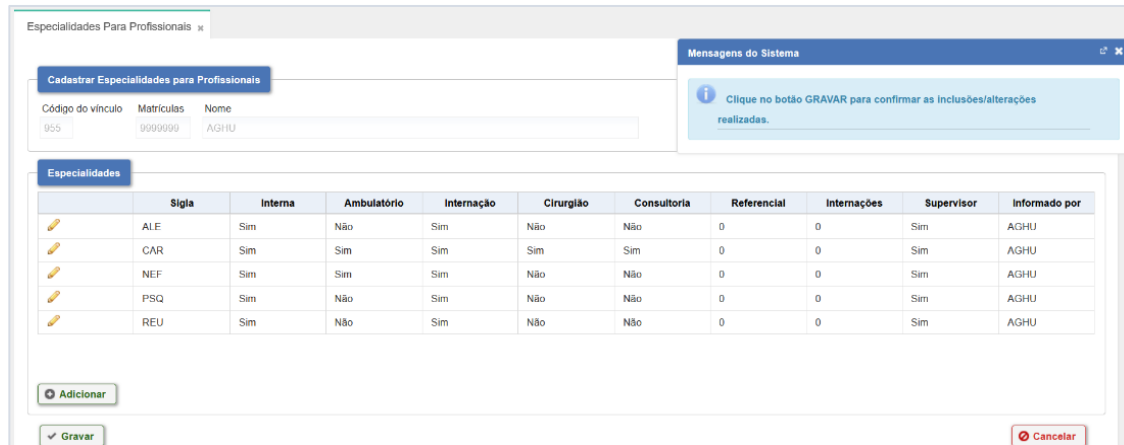 Especialidades Para Profissionais
Mensagens do Sistema
Clique no botão GRAVAR para confirmar as inclusões/alterações
realizadas.
Cadastrar Especialidades para Profissionais
Código do vínculo Matrículas Nome
955 9999999 AGHU
Especialidades
Sigla Interna Ambulatório Internação Cirurgião Consultoria Referencial Internações Supervisor Informado por
ALE Sim Não Sim Não Não 0 0 Sim AGHU
CAR Sim Sim Sim Sim Sim 0 0 Sim AGHU
NEF Sim Sim Sim Não Não 0 0 Sim AGHU
PSQ Sim Não Sim Não Não 0 0 Sim AGHU
REU Sim Não Sim Não Não 0 0 Sim AGHU
Adicionar
Gravar Cancelar